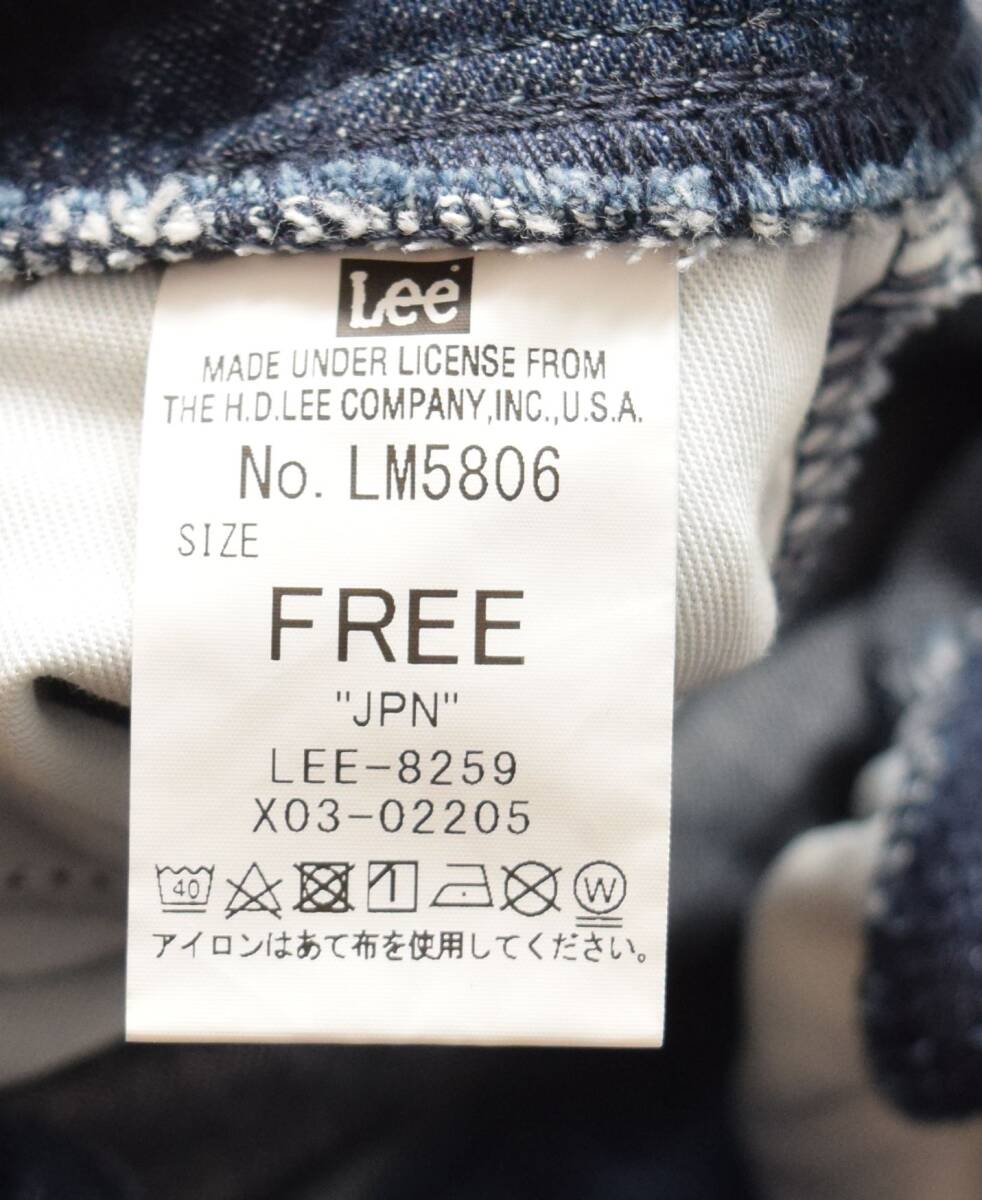 Lee
MADE UNDER LICENSE FROM
THE H.D.LEE COMPANY,INC.,U.S.A.
No. LM5806
SIZE
FREE
"JPN"
LEE-8259
X03-02205
40 W
アイロンはあて布を使用してください。